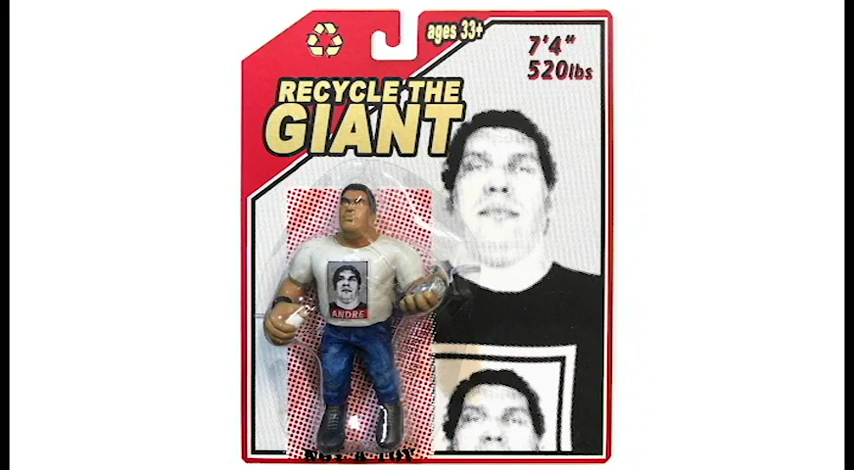 ages 33+
7'4"
520lbs
RECYCLE THE
GIANT
ANDRE